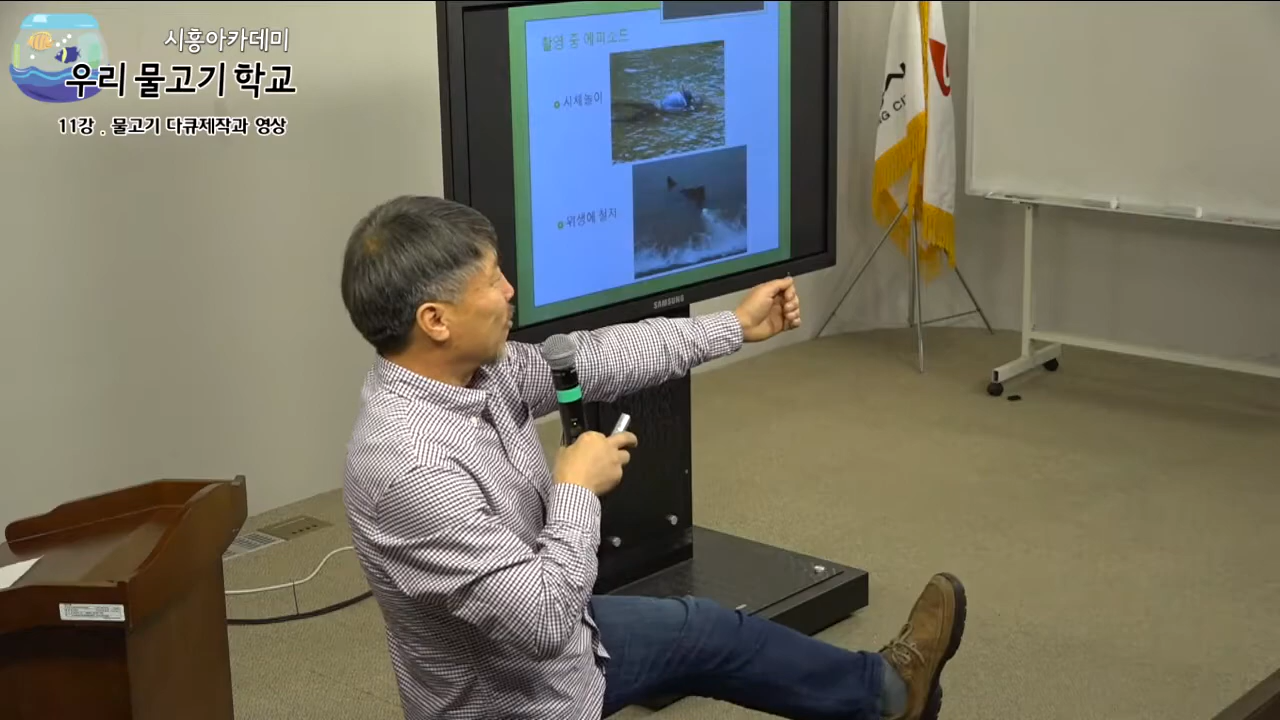 시흥아카데미
우리 물고기 학교
11강 . 물고기 다큐제작과 영상
촬영 중 에피소드
시체놀이
위생에 철저
SAMSUNG